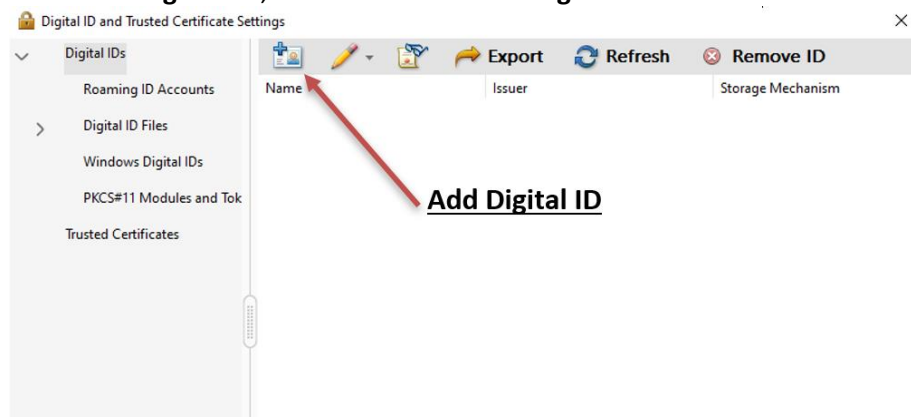 Digital ID and Trusted Certificate Settings
Digital IDs
Roaming ID Accounts
Digital ID Files
Windows Digital IDs
PKCS#11 Modules and Tok
Trusted Certificates
Export Refresh Remove ID
Name Issuer Storage Mechanism
Add Digital ID